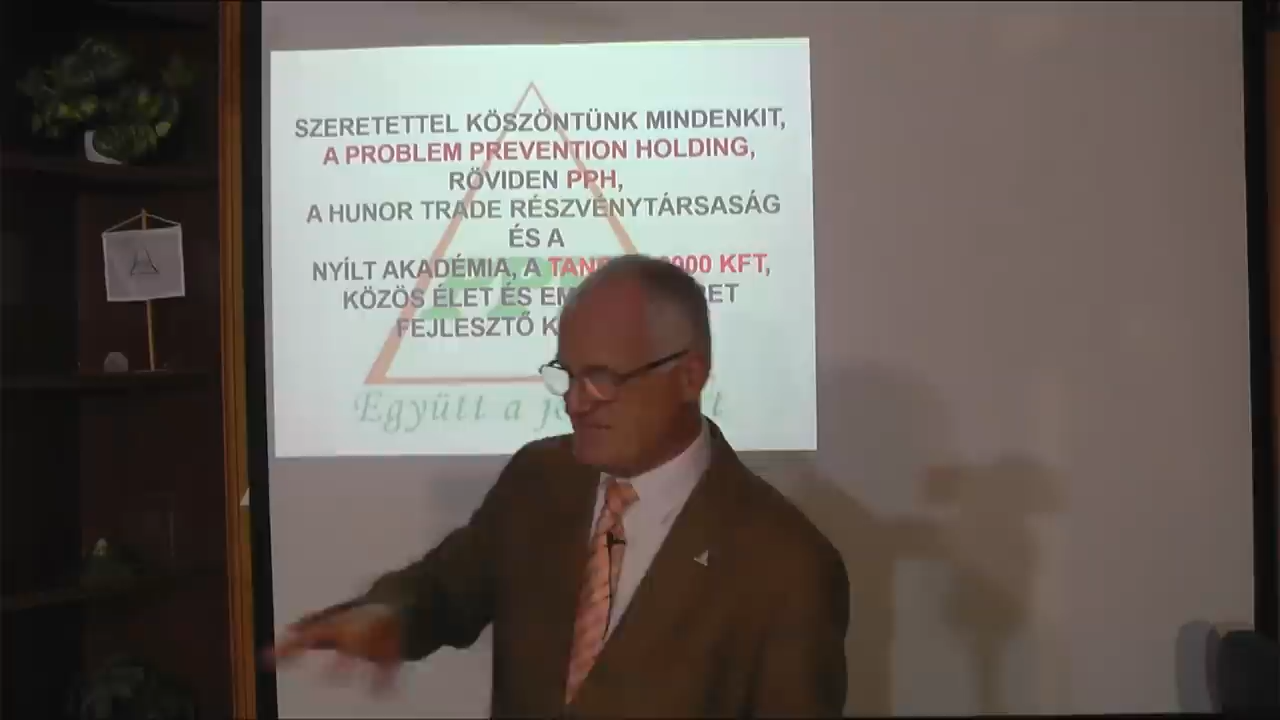 SZERETETTEL KÖSZÖNTÜNK MINDENKIT,
A PROBLEM PREVENTION HOLDING,
RÖVIDEN PPH,
A HUNOR TRADE RÉSZVÉNYTÁRSASÁG
ÉS A
NYÍLT AKADÉMIA, A KFT,
KÖZÖS ÉLET ÉS
FEJLESZTŐ
Együtt a